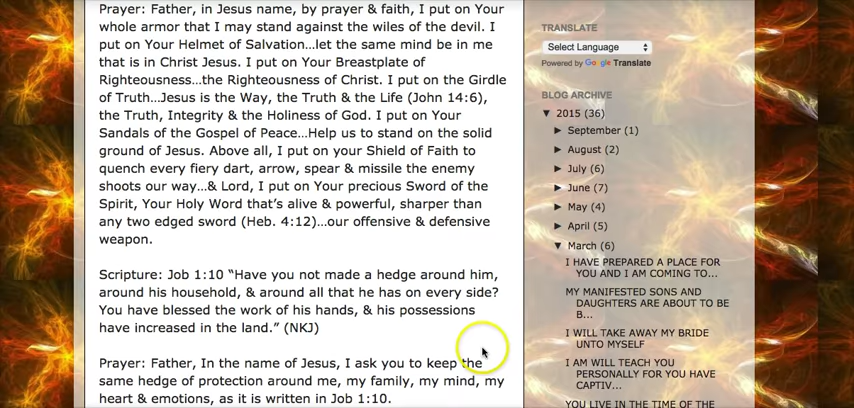 Prayer: Father, in Jesus name, by prayer & faith, I put on Your
whole armor that I may stand against the wiles of the devil. I
put on Your Helmet of Salvation…let the same mind be in me
that is in Christ Jesus. I put on Your Breastplate of
Righteousness…the Righteousness of Christ. I put on the Girdle
of Truth…Jesus is the Way, the Truth & the Life (John 14:6),
the Truth, Integrity & the Holiness of God. I put on Your
Sandals of the Gospel of Peace…Help us to stand on the solid
ground of Jesus. Above all, I put on your Shield of Faith to
quench every fiery dart, arrow, spear & missile the enemy
shoots our way…& Lord, I put on Your precious Sword of the
Spirit, Your Holy Word that’s alive & powerful, sharper than
any two edged sword (Heb. 4:12)…our offensive & defensive
weapon.
Scripture: Job 1:10 “Have you not made a hedge around him,
around his household, & around all that he has on every side?
You have blessed the work of his hands, & his possessions
have increased in the land.” (NKJ)
Prayer: Father, In the name of Jesus, I ask you to keep the
same hedge of protection around me, my family, my mind, my
heart & emotions, as it is written in Job 1:10.
TRANSLATE
Select Language
Powered by Google Translate
BLOG ARCHIVE
▼ 2015 (36)
► September (1)
► August (2)
► July (6)
► June (7)
► May (4)
► April (5)
▼ March (6)
I HAVE PREPARED A PLACE FOR
YOU AND I AM COMING TO...
MY MANIFESTED SONS AND
DAUGHTERS ARE ABOUT TO BE
B...
I WILL TAKE AWAY MY BRIDE
UNTO MYSELF
I AM WILL TEACH YOU
PERSONALLY FOR YOU HAVE
CAPTIV...
YOU LIVE IN THE TIME OF THE